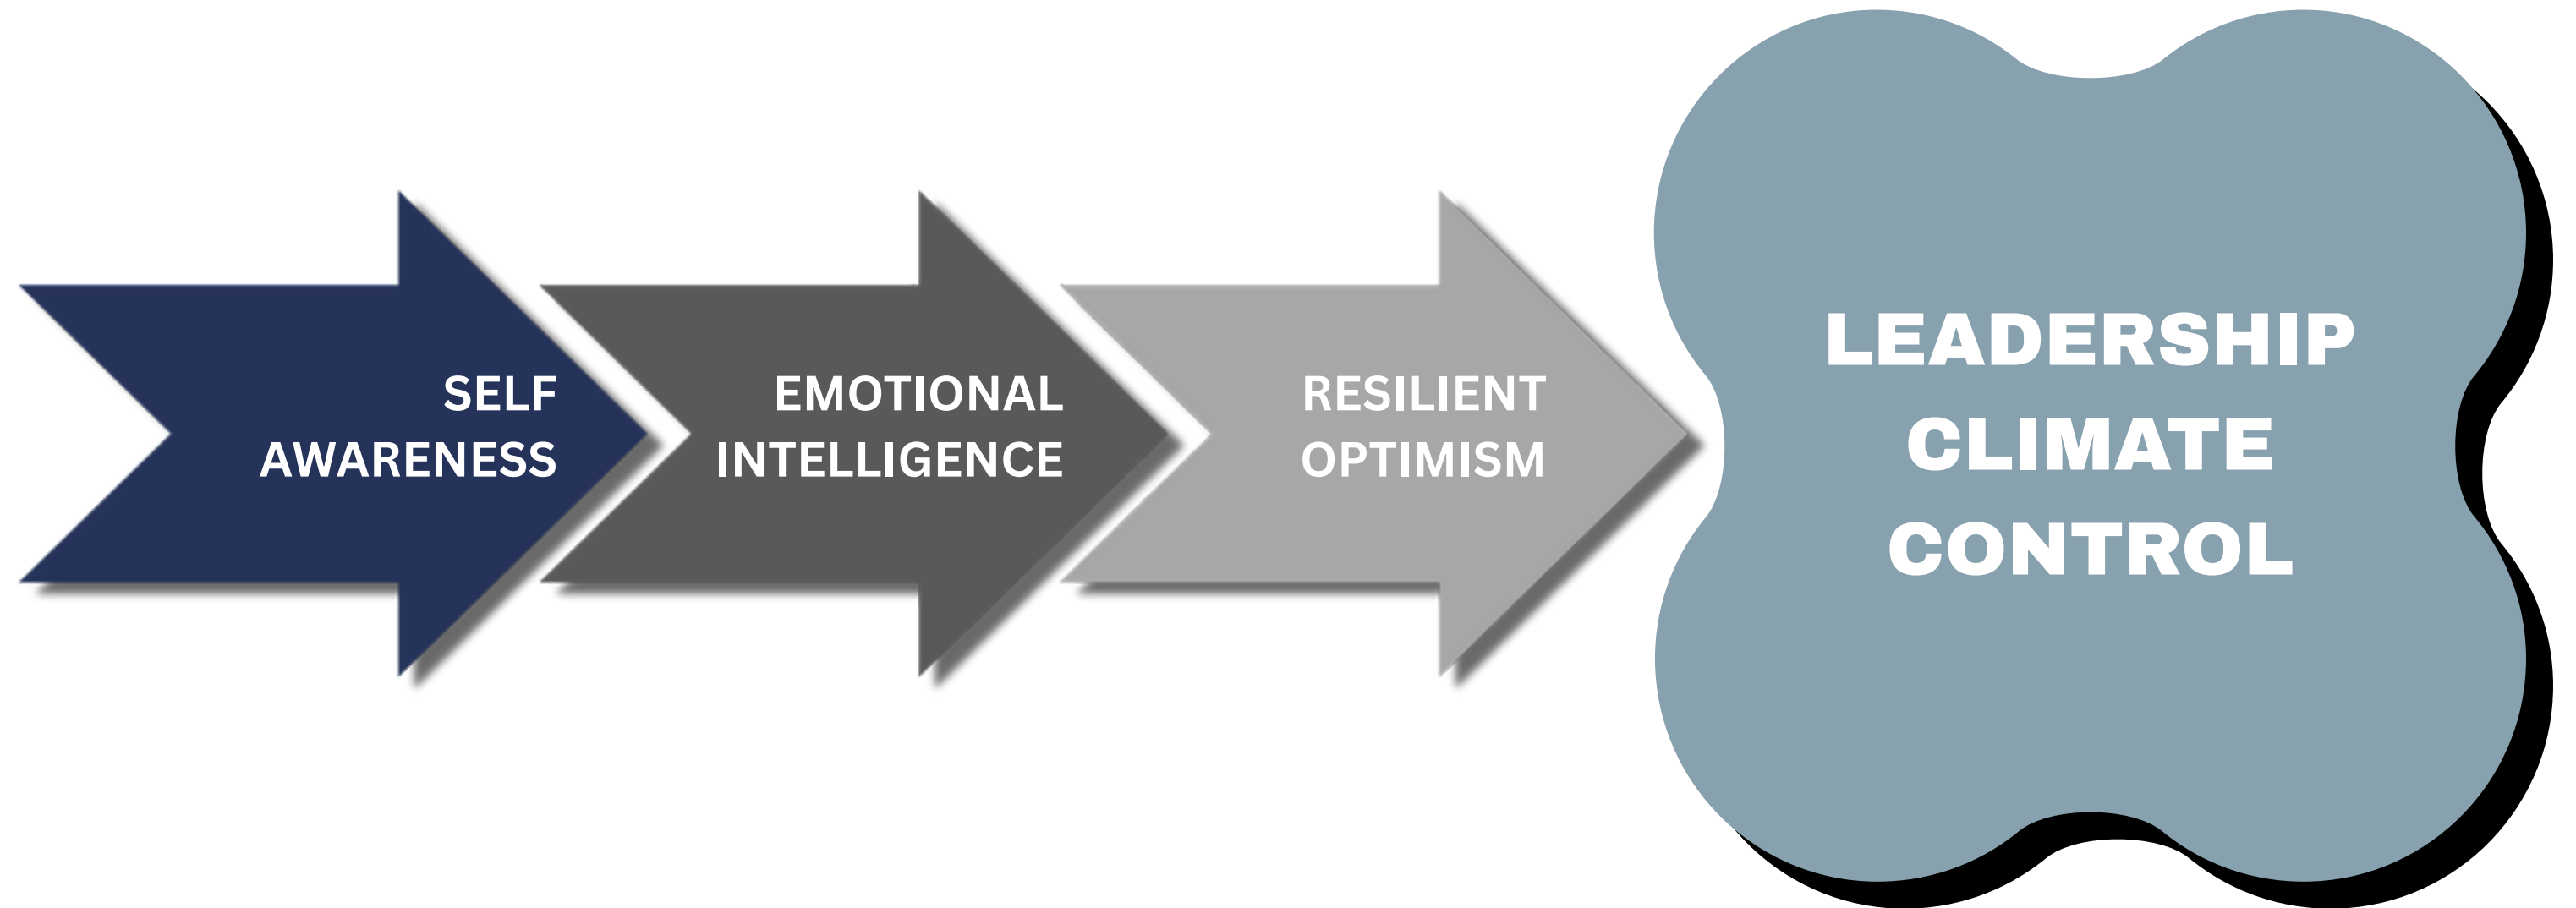 SELF
AWARENESS
EMOTIONAL
INTELLIGENCE
RESILIENT
OPTIMISM
LEADERSHIP
CLIMATE
CONTROL